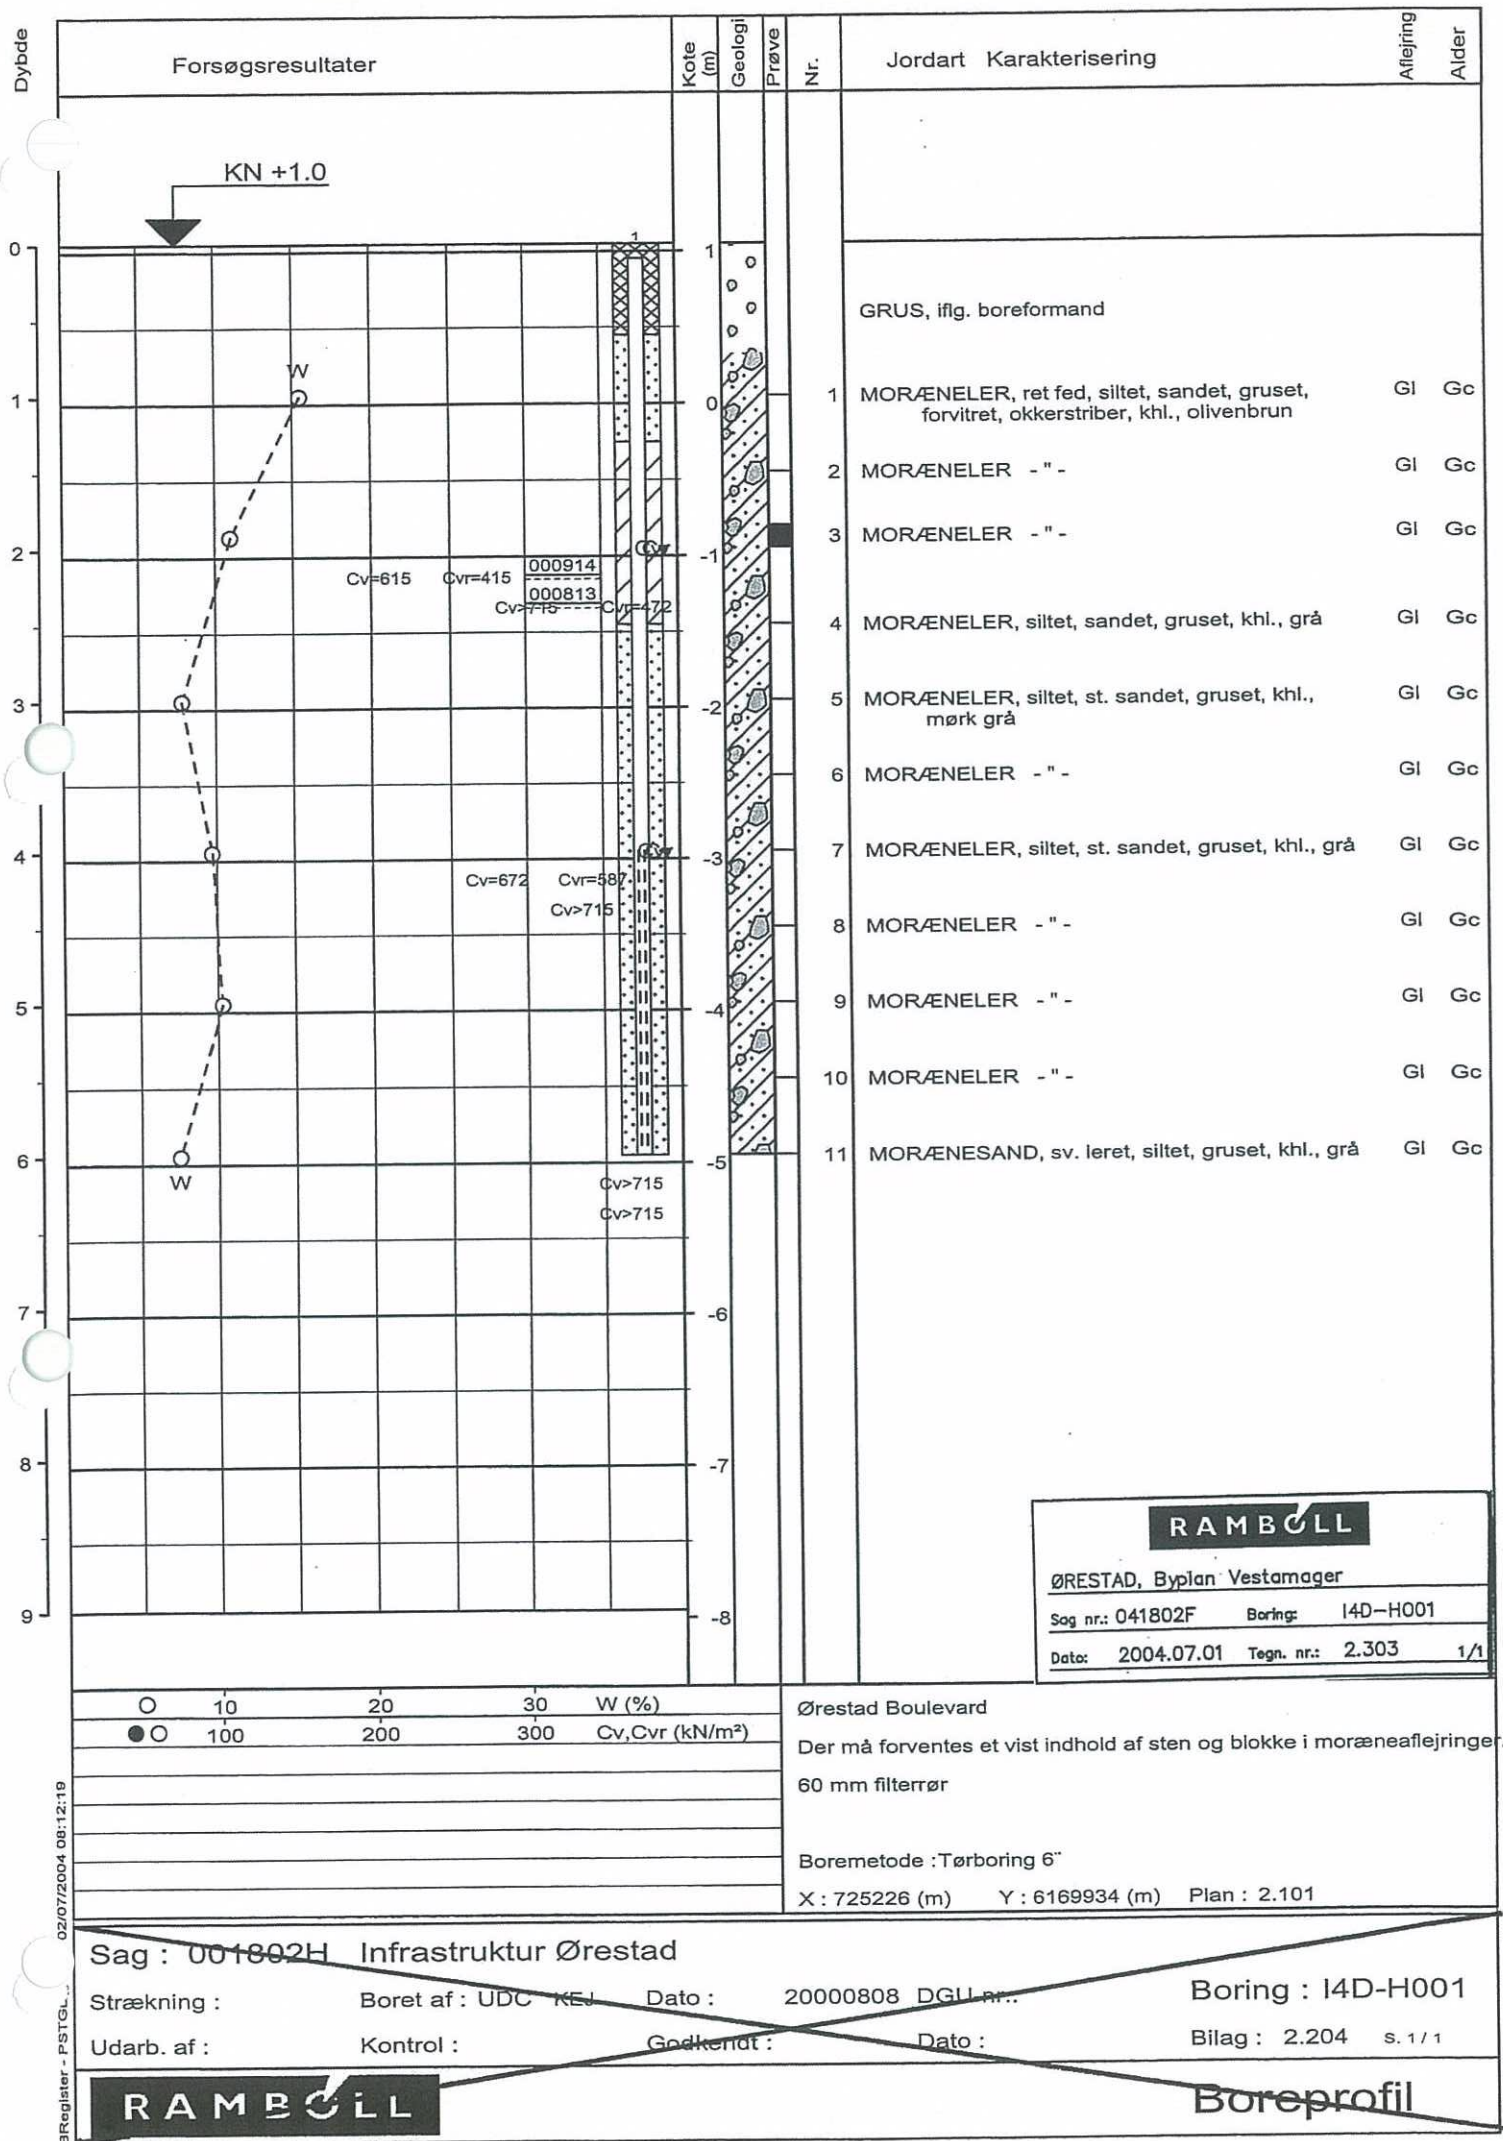 Dybde
Forsøgsresultater
Kote (m)
Geologi
Prøve
Nr.
Jordart Karakterisering
Aflejring
Alder
KN +1.0
0
1
1
GRUS, iflg. boreformand
W
1
0
1 MORÆNELER, ret fed, siltet, sandet, gruset, Gl Gc
forvitret, okkerstriber, khl., olivenbrun
2 MORÆNELER - " - Gl Gc
3 MORÆNELER - " - Gl Gc
2
-1
000914
Cv=615 Cvr=415
000813
Cv>715 Cvr=472
4 MORÆNELER, siltet, sandet, gruset, khl., grå Gl Gc
3
-2
5 MORÆNELER, siltet, st. sandet, gruset, khl., Gl Gc
mørk grå
6 MORÆNELER - " - Gl Gc
4
-3
7 MORÆNELER, siltet, st. sandet, gruset, khl., grå Gl Gc
Cv=672 Cvr=587
Cv>715
8 MORÆNELER - " - Gl Gc
5
-4
9 MORÆNELER - " - Gl Gc
10 MORÆNELER - " - Gl Gc
6
-5
11 MORÆNESAND, sv. leret, siltet, gruset, khl., grå Gl Gc
W
Cv>715
Cv>715
7
-6
8
-7
9
-8
RAMBØLL
ØRESTAD, Byplan Vestamager
Sag nr.: 041802F Boring: I4D-H001
Dato: 2004.07.01 Tegn. nr.: 2.303 1/1
10 20 30 W (%)
100 200 300 Cv,Cvr (kN/m²)
Ørestad Boulevard
Der må forventes et vist indhold af sten og blokke i moræneaflejringer.
60 mm filterrør
Boremetode : Tørboring 6"
X : 725226 (m) Y : 6169934 (m) Plan : 2.101
02/07/2004 08:12:19
Sag : 001802H Infrastruktur Ørestad
Strækning : Boret af : UDC KEJ Dato : 20000808 DGU-nr.: Boring : I4D-H001
Udarb. af : Kontrol : Godkendt : Dato : Bilag : 2.204 S. 1 / 1
RAMBØLL
Boreprofil